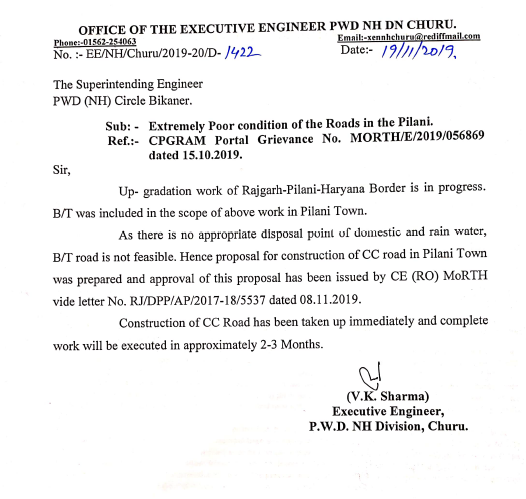 OFFICE OF THE EXECUTIVE ENGINEER PWD NH DN CHURU.
Phone:-01562-254063 Email:-xennhchuru@rediffmail.com
No. :- EE/NH/Churu/2019-20/D- 1422 Date:- 19/11/2019,
The Superintending Engineer
PWD (NH) Circle Bikaner.
Sub: - Extremely Poor condition of the Roads in the Pilani.
Ref.:- CPGRAM Portal Grievance No. MORTH/E/2019/056869
dated 15.10.2019.
Sir,
Up- gradation work of Rajgarh-Pilani-Haryana Border is in progress.
B/T was included in the scope of above work in Pilani Town.
As there is no appropriate disposal point of domestic and rain water,
B/T road is not feasible. Hence proposal for construction of CC road in Pilani Town
was prepared and approval of this proposal has been issued by CE (RO) MoRTH
vide letter No. RJ/DPP/AP/2017-18/5537 dated 08.11.2019.
Construction of CC Road has been taken up immediately and complete
work will be executed in approximately 2-3 Months.
(V.K. Sharma)
Executive Engineer,
P.W.D. NH Division, Churu.